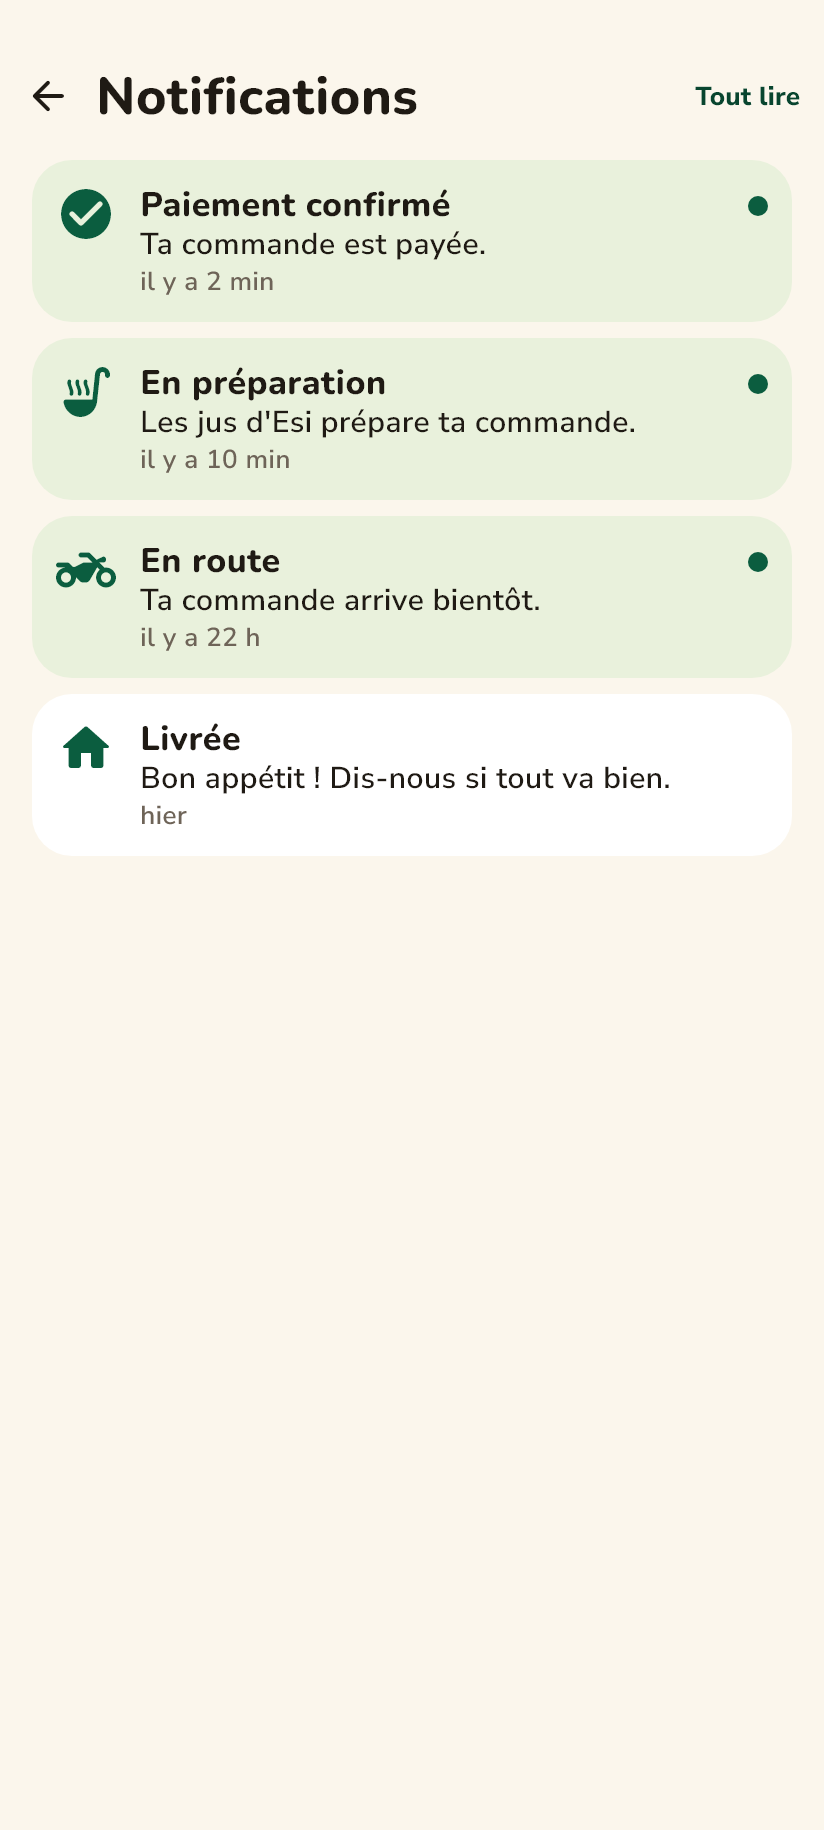 Notifications
Tout lire
Paiement confirmé
Ta commande est payée.
il y a 2 min
En préparation
Les jus d'Esi prépare ta commande.
il y a 10 min
En route
Ta commande arrive bientôt.
il y a 22 h
Livrée
Bon appétit ! Dis-nous si tout va bien.
hier